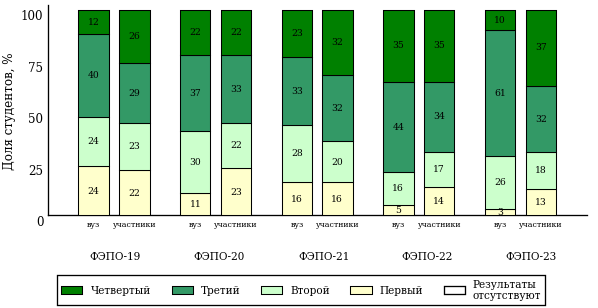 100
75
50
25
0
Доля студентов, %
12 26 22 22 23 32 35 35 10 37
40 29 37 33 33 32 44 34 61 32
24 23 30 22 28 20 16 17 26 18
24 22 11 23 16 16 5 14 3 13
вуз участники вуз участники вуз участники вуз участники вуз участники
ФЭПО-19 ФЭПО-20 ФЭПО-21 ФЭПО-22 ФЭПО-23
Четвертый Третий Второй Первый Результаты
отсутствуют